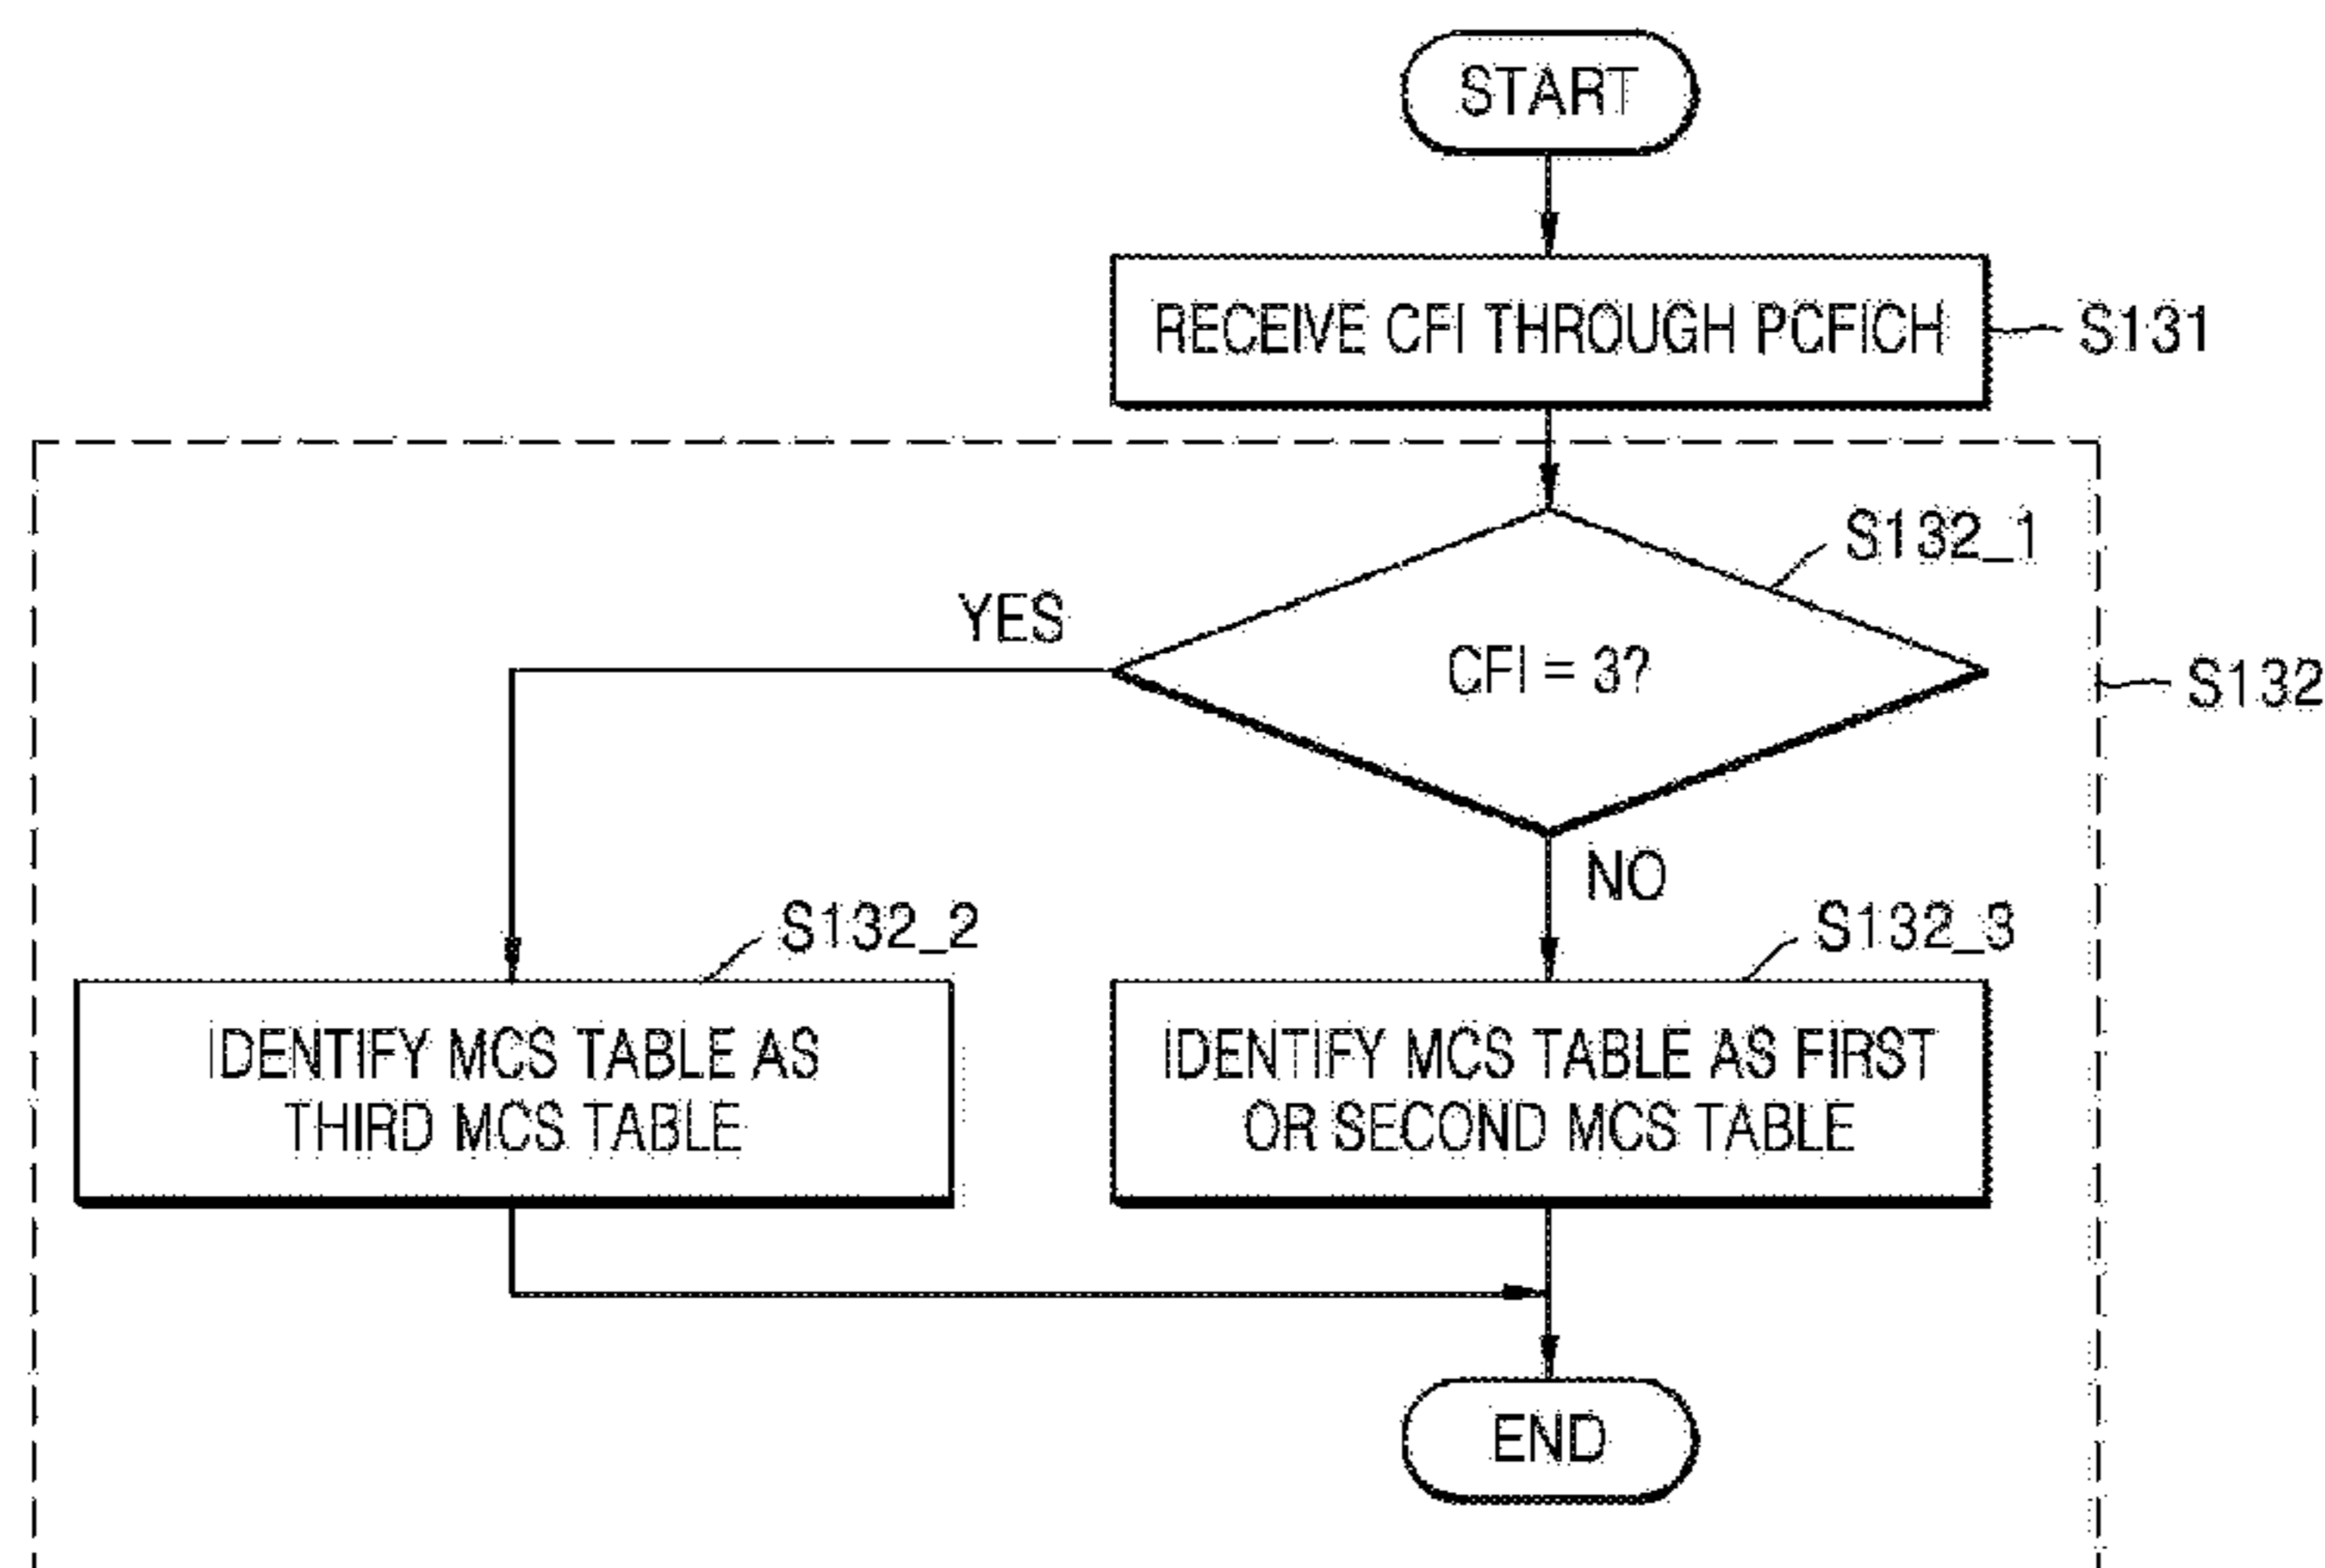 START
RECEIVE CFI THROUGH PCFICH
S131
S132_1
YES
CFI = 3?
S132
NO
S132_2
S132_3
IDENTIFY MCS TABLE AS
THIRD MCS TABLE
IDENTIFY MCS TABLE AS FIRST
OR SECOND MCS TABLE
END